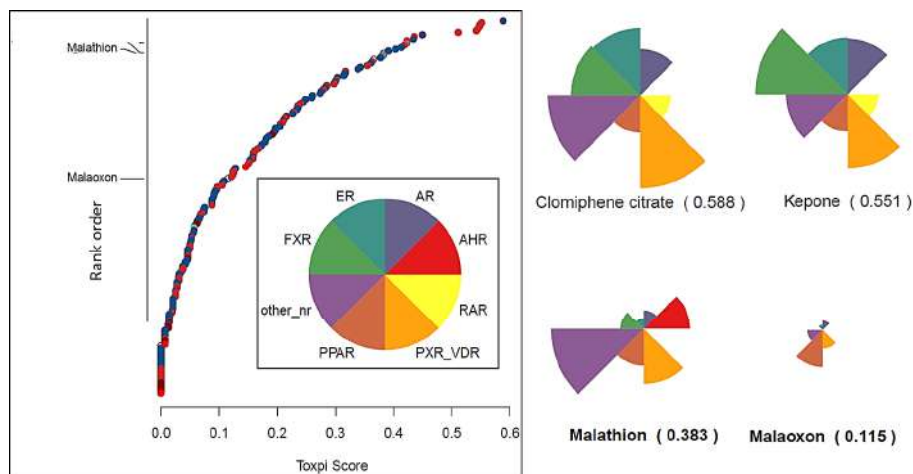 Malathion
Malaoxon
Rank order
ER
AR
FXR
AHR
other_nr
RAR
PPAR
PXR_VDR
0.0 0.1 0.2 0.3 0.4 0.5 0.6
Toxpi Score
Clomiphene citrate ( 0.588 )
Kepone ( 0.551 )
Malathion ( 0.383 )
Malaoxon ( 0.115 )